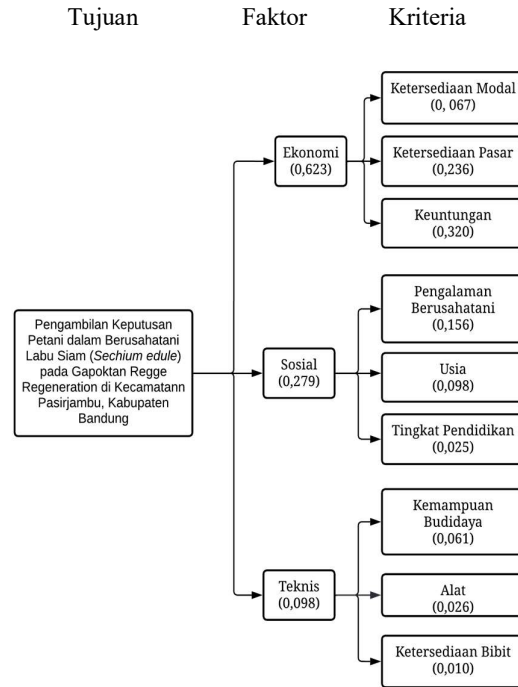 Tujuan
Faktor
Kriteria
Pengambilan Keputusan
Petani dalam Berusahatani
Labu Siam (Sechium edule)
pada Gapoktan Regge
Regeneration di Kecamatann
Pasirjambu, Kabupaten
Bandung
Ekonomi
(0,623)
Ketersediaan Modal
(0, 067)
Ketersediaan Pasar
(0,236)
Keuntungan
(0,320)
Sosial
(0,279)
Pengalaman
Berusahatani
(0,156)
Usia
(0,098)
Tingkat Pendidikan
(0,025)
Teknis
(0,098)
Kemampuan
Budidaya
(0,061)
Alat
(0,026)
Ketersediaan Bibit
(0,010)